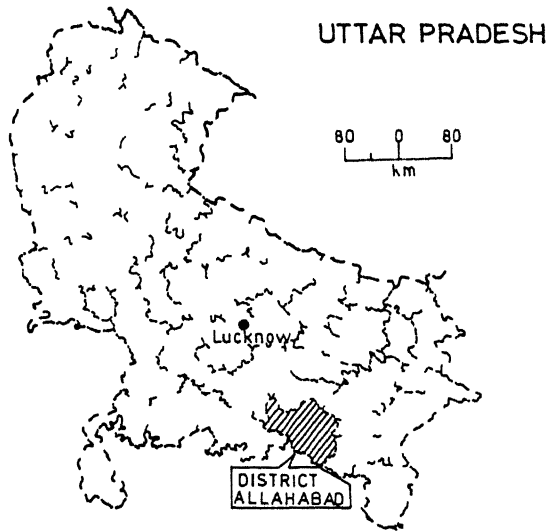 UTTAR PRADESH
80 0 80
km
Lucknow
DISTRICT
ALLAHABAD